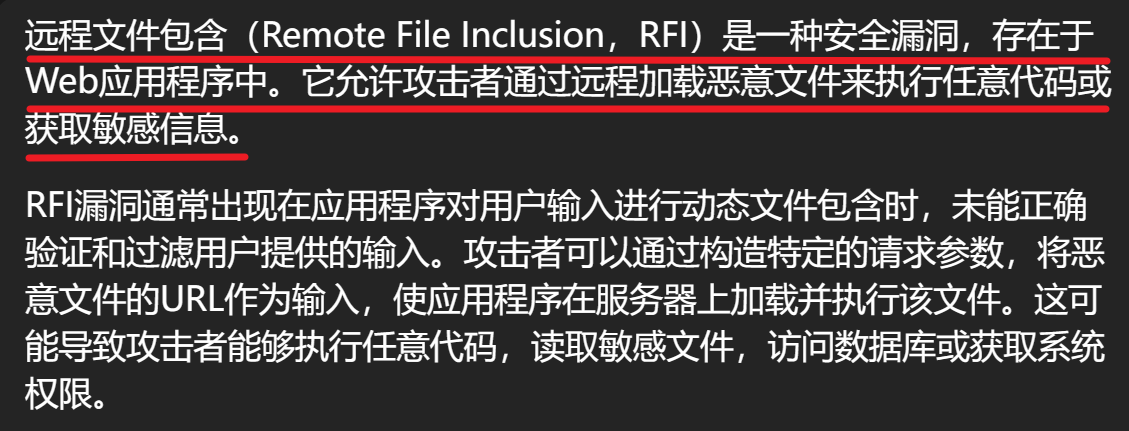 远程文件包含（Remote File Inclusion，RFI）是一种安全漏洞，存在于
Web应用程序中。它允许攻击者通过远程加载恶意文件来执行任意代码或
获取敏感信息。
RFI漏洞通常出现在应用程序对用户输入进行动态文件包含时，未能正确
验证和过滤用户提供的输入。攻击者可以通过构造特定的请求参数，将恶
意文件的URL作为输入，使应用程序在服务器上加载并执行该文件。这可
能导致攻击者能够执行任意代码，读取敏感文件，访问数据库或获取系统
权限。